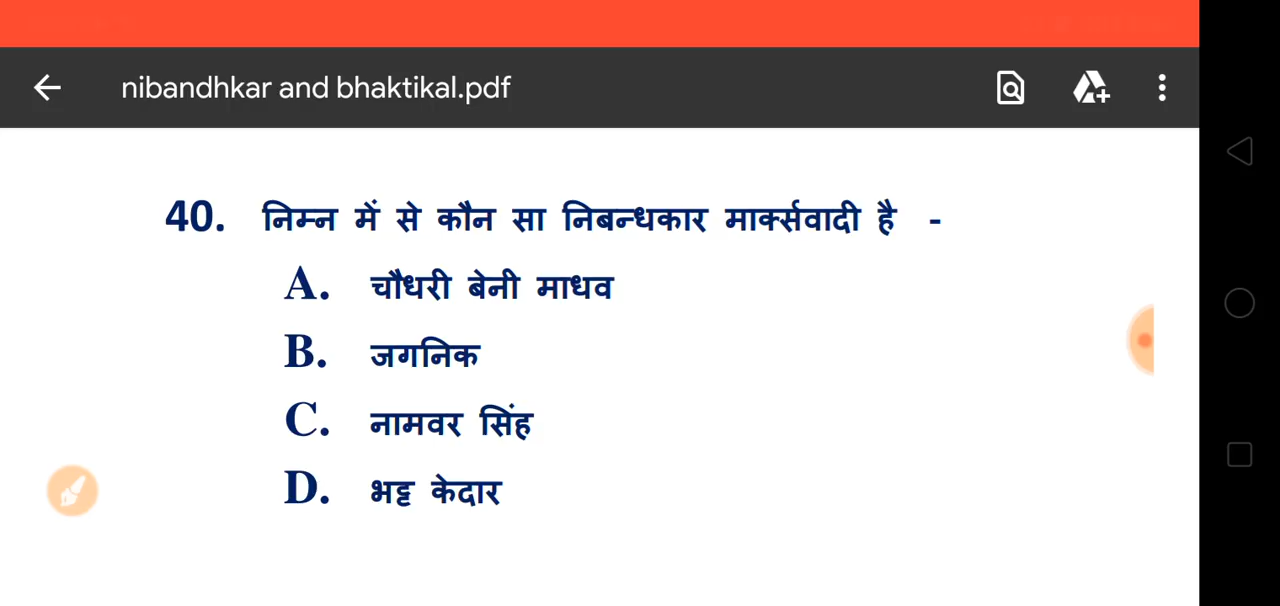 nibandhkar and bhaktikal.pdf
40. निम्न में से कौन सा निबन्धकार मार्क्सवादी है -
A. चौधरी बेनी माधव
B. जगनिक
C. नामवर सिंह
D. भट्ट केदार